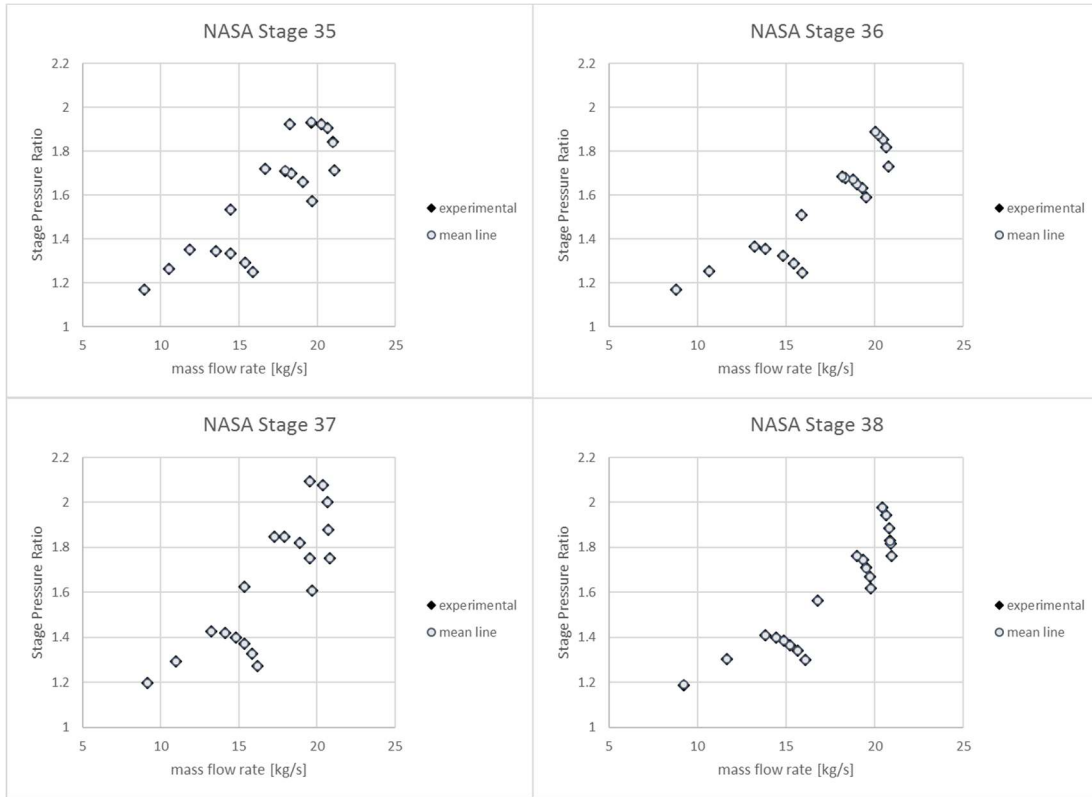 NASA Stage 35
2.2
2
1.8
1.6
1.4
1.2
1
5 10 15 20 25
Stage Pressure Ratio
mass flow rate [kg/s]
experimental
mean line
NASA Stage 36
2.2
2
1.8
1.6
1.4
1.2
1
5 10 15 20 25
Stage Pressure Ratio
mass flow rate [kg/s]
experimental
mean line
NASA Stage 37
2.2
2
1.8
1.6
1.4
1.2
1
5 10 15 20 25
Stage Pressure Ratio
mass flow rate [kg/s]
experimental
mean line
NASA Stage 38
2.2
2
1.8
1.6
1.4
1.2
1
5 10 15 20 25
Stage Pressure Ratio
mass flow rate [kg/s]
experimental
mean line